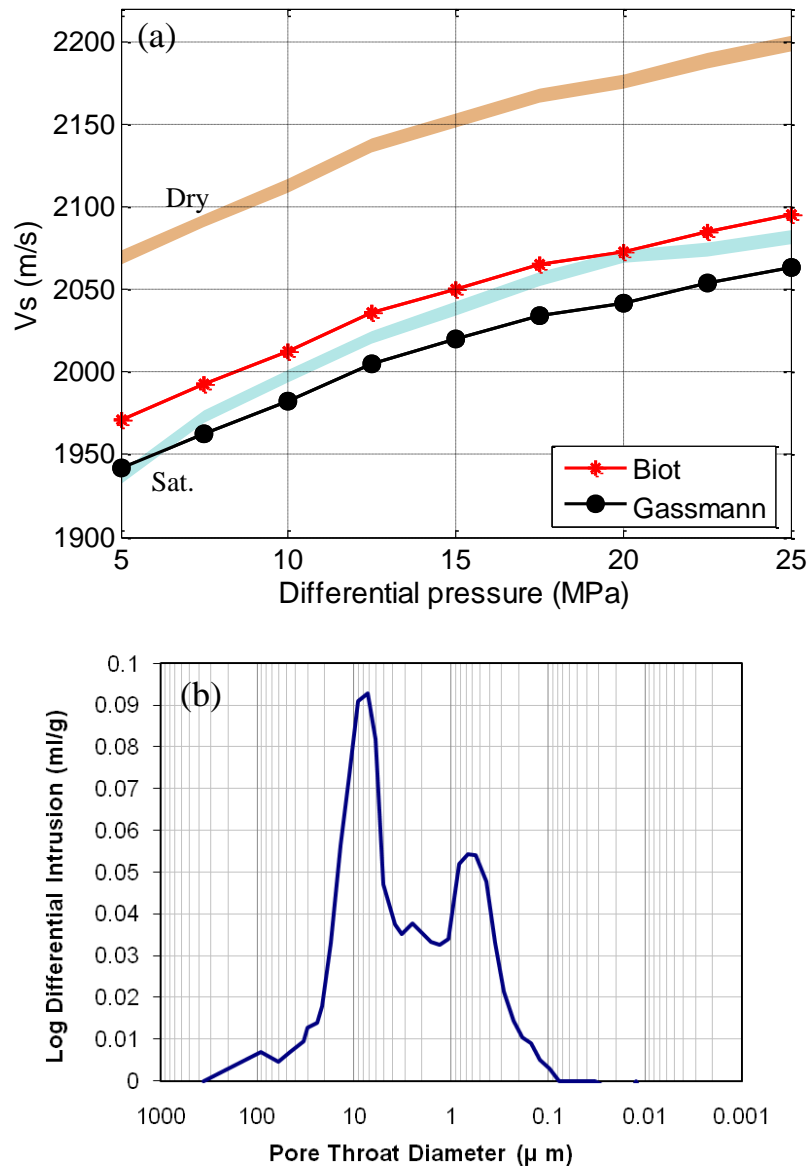 (a)
2200
2150
2100
2050
2000
1950
1900
Vs (m/s)
Dry
Sat.
Biot
Gassmann
5 10 15 20 25
Differential pressure (MPa)
(b)
0.1
0.09
0.08
0.07
0.06
0.05
0.04
0.03
0.02
0.01
0
Log Differential Intrusion (ml/g)
1000 100 10 1 0.1 0.01 0.001
Pore Throat Diameter (µ m)